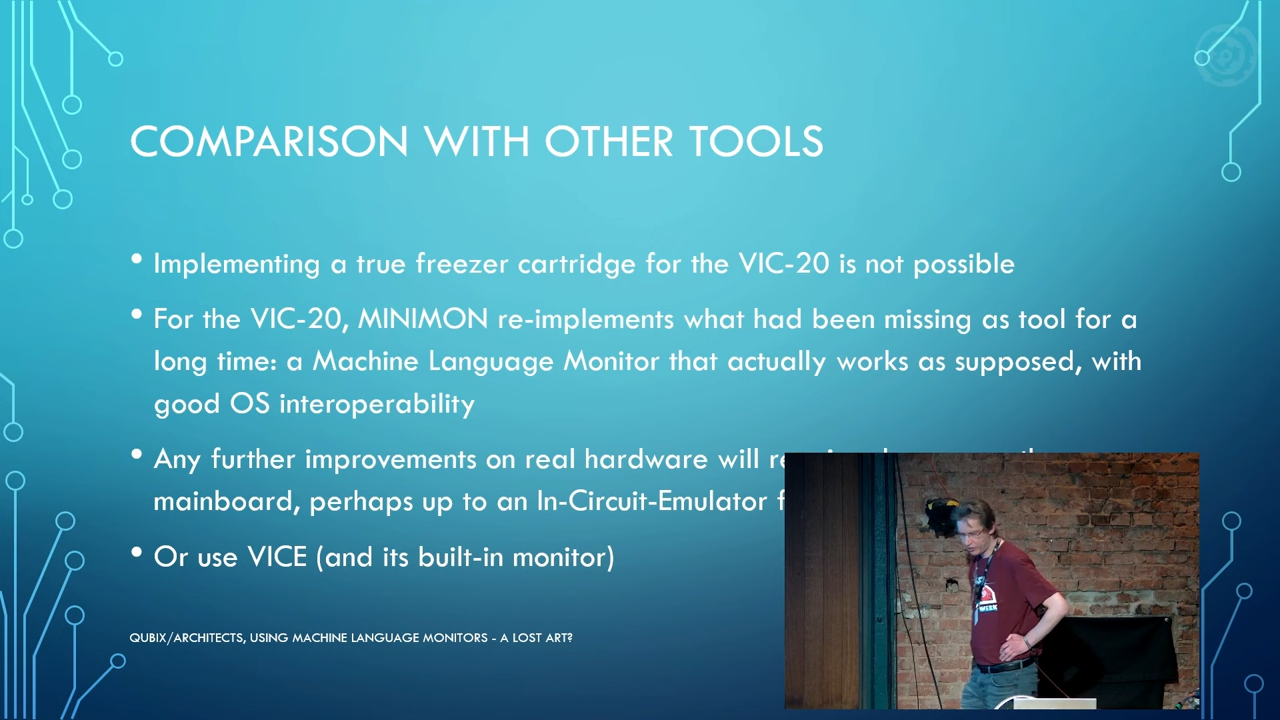 COMPARISON WITH OTHER TOOLS
• Implementing a true freezer cartridge for the VIC-20 is not possible
• For the VIC-20, MINIMON re-implements what had been missing as tool for a
long time: a Machine Language Monitor that actually works as supposed, with
good OS interoperability
• Any further improvements on real hardware will
mainboard, perhaps up to an In-Circuit-Emulator
• Or use VICE (and its built-in monitor)
QUBIX/ARCHITECTS, USING MACHINE LANGUAGE MONITORS - A LOST ART?